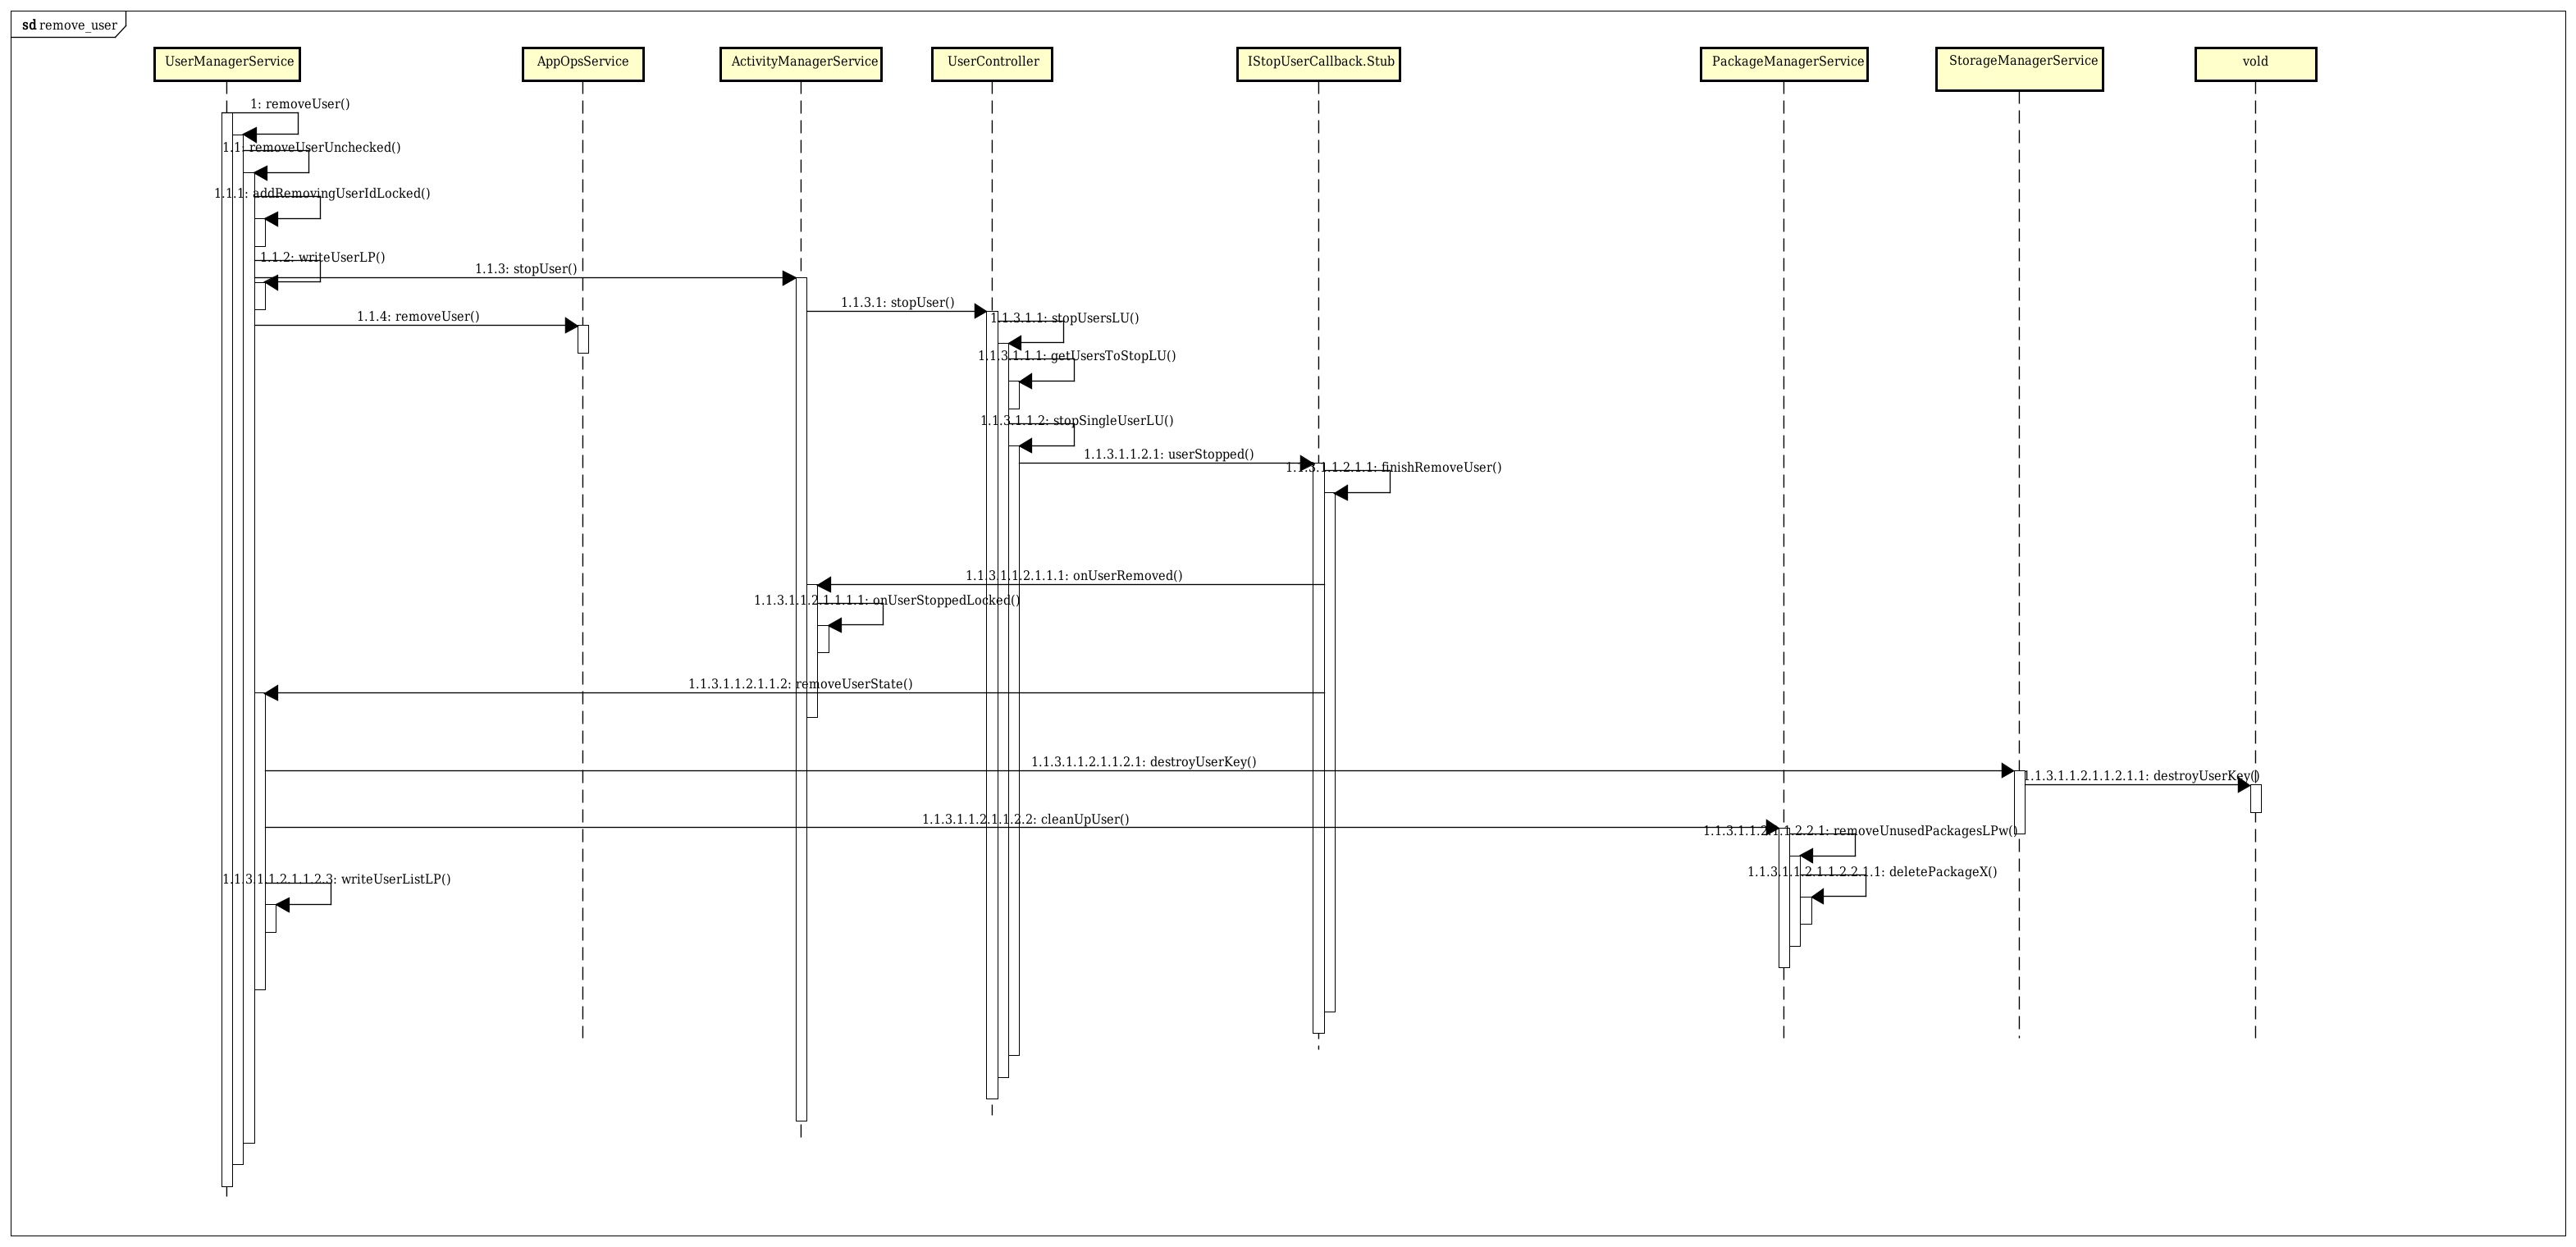 sd remove_user
UserManagerService
AppOpsService
ActivityManagerService
UserController
IStopUserCallback.Stub
PackageManagerService
StorageManagerService
vold
1: removeUser()
1.1: removeUserUnchecked()
1.1.1: addRemovingUserIdLocked()
1.1.2: writeUserLP()
1.1.3: stopUser()
1.1.3.1: stopUser()
1.1.4: removeUser()
1.1.3.1.1: stopUsersLU()
1.1.3.1.1.1: getUsersToStopLU()
1.1.3.1.1.2: stopSingleUserLU()
1.1.3.1.1.2.1: userStopped()
1.1.3.1.1.2.1.1: finishRemoveUser()
1.1.3.1.1.2.1.1.1: onUserRemoved()
1.1.3.1.1.2.1.1.1.1: onUserStoppedLocked()
1.1.3.1.1.2.1.1.2: removeUserState()
1.1.3.1.1.2.1.1.2.1: destroyUserKey()
1.1.3.1.1.2.1.1.2.1.1: destroyUserKey()
1.1.3.1.1.2.1.1.2.2: cleanUpUser()
1.1.3.1.1.2.1.1.2.2.1: removeUnusedPackagesLPw()
1.1.3.1.1.2.1.1.2.2.1.1: deletePackageX()
1.1.3.1.1.2.1.1.2.3: writeUserListLP()